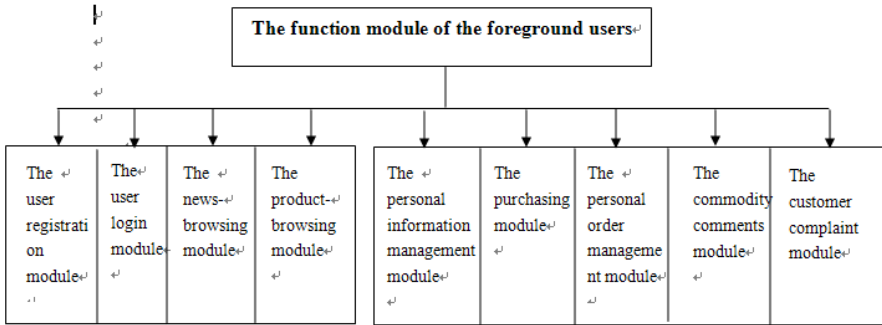 The function module of the foreground users
The
user
registrati
on
module
The
user
login
module
The
news-
browsing
module
The
product-
browsing
module
The
personal
information
management
module
The
purchasing
module
The
personal
order
manageme
nt module
The
commodity
comments
module
The
customer
complaint
module